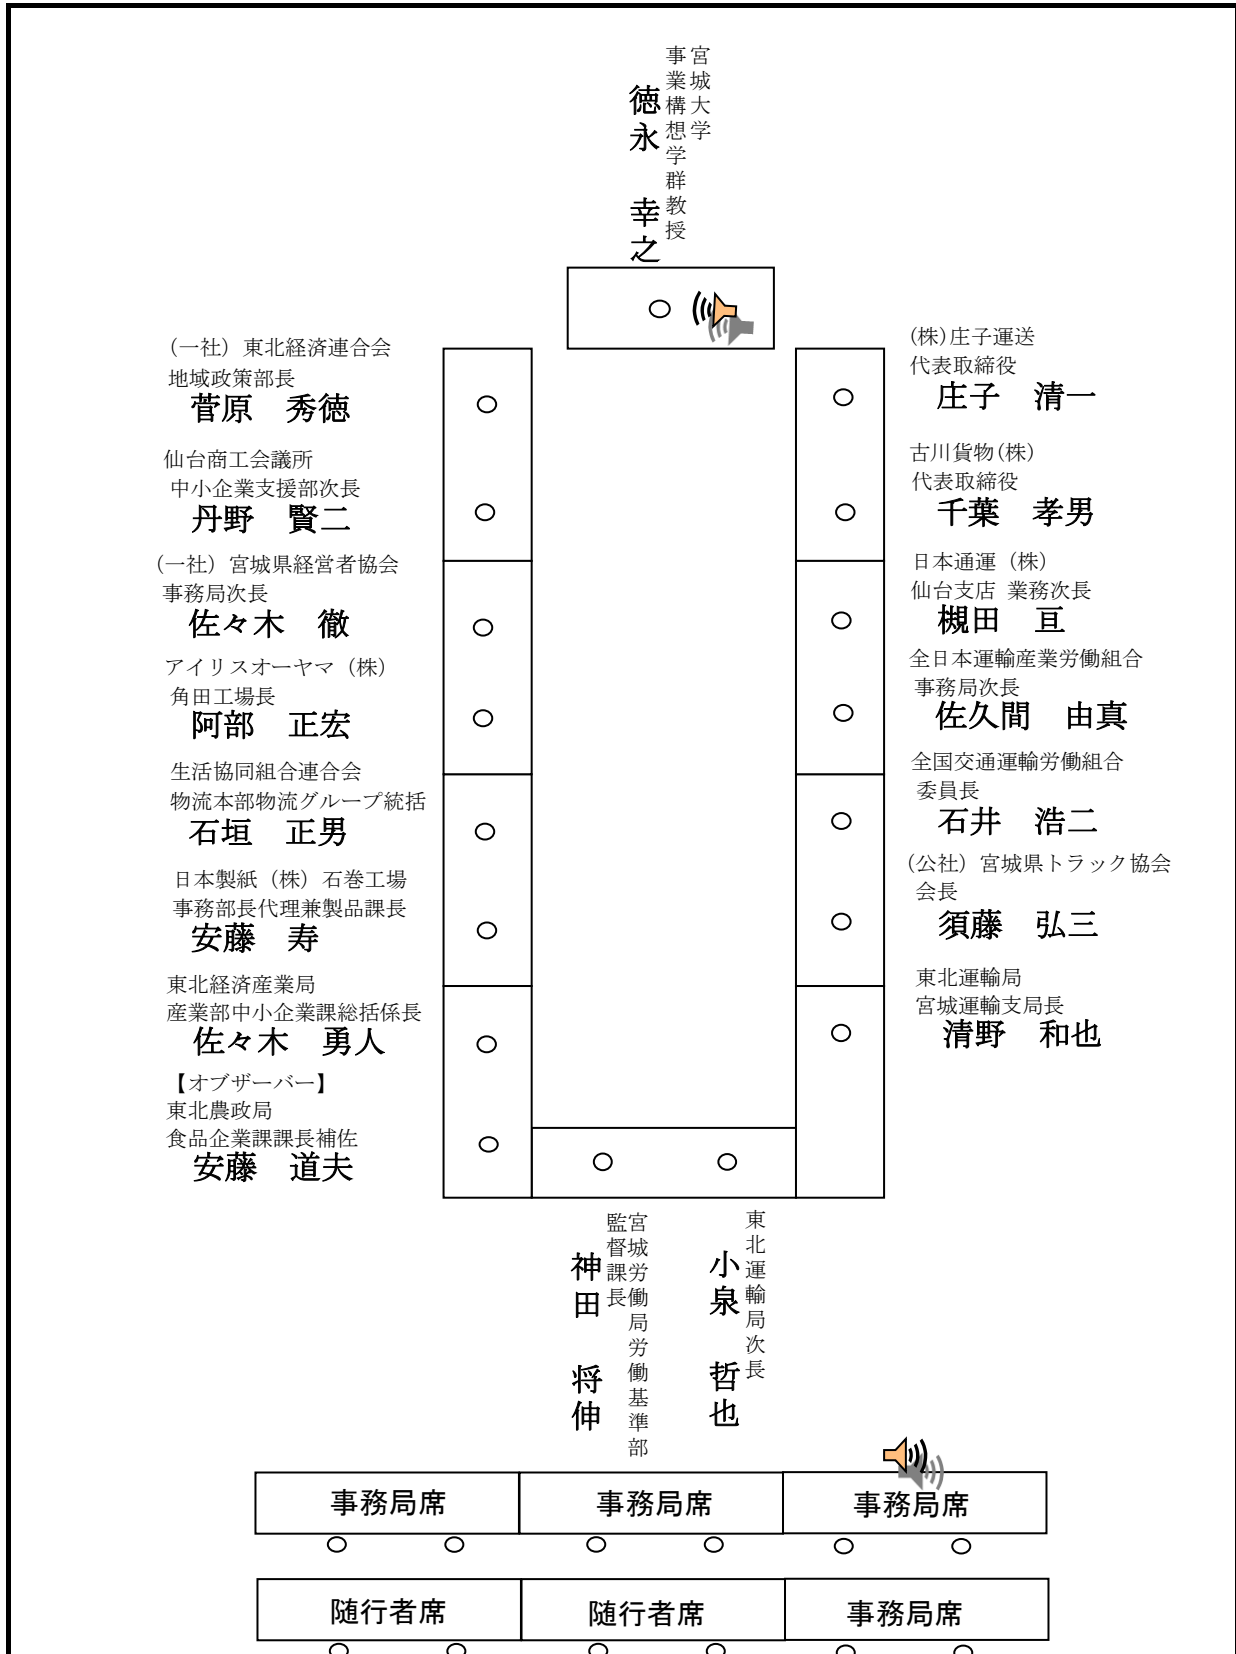 宮城大学
事業構想学群教授
徳永　幸之
(一社）東北経済連合会
地域政策部長
菅原　秀徳
仙台商工会議所
中小企業支援部次長
丹野　賢二
(一社）宮城県経営者協会
事務局次長
佐々木　徹
アイリスオーヤマ（株）
角田工場長
阿部　正宏
生活協同組合連合会
物流本部物流グループ統括
石垣　正男
日本製紙（株）石巻工場
事務部長代理兼製品課長
安藤　寿
東北経済産業局
産業部中小企業課総括係長
佐々木　勇人
【オブザーバー】
東北農政局
食品企業課課長補佐
安藤　道夫
(株)庄子運送
代表取締役
庄子　清一
古川貨物(株)
代表取締役
千葉　孝男
日本通運（株）
仙台支店 業務次長
槻田　亘
全日本運輸産業労働組合
事務局次長
佐久間　由真
全国交通運輸労働組合
委員長
石井　浩二
(公社）宮城県トラック協会
会長
須藤　弘三
東北運輸局
宮城運輸支局長
清野　和也
東北運輸局次長
小泉　哲也
宮城労働局労働基準部
監督課長
神田　将伸
事務局席
事務局席
事務局席
随行者席
随行者席
事務局席